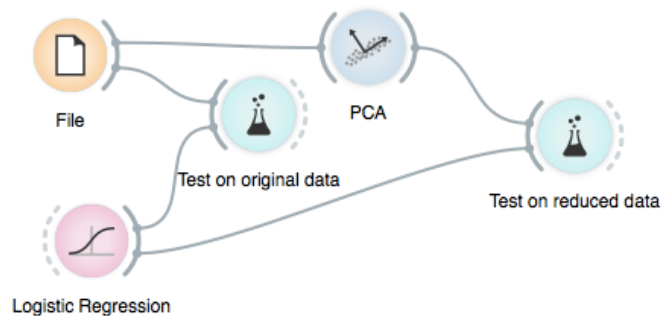 File
PCA
Test on original data
Test on reduced data
Logistic Regression